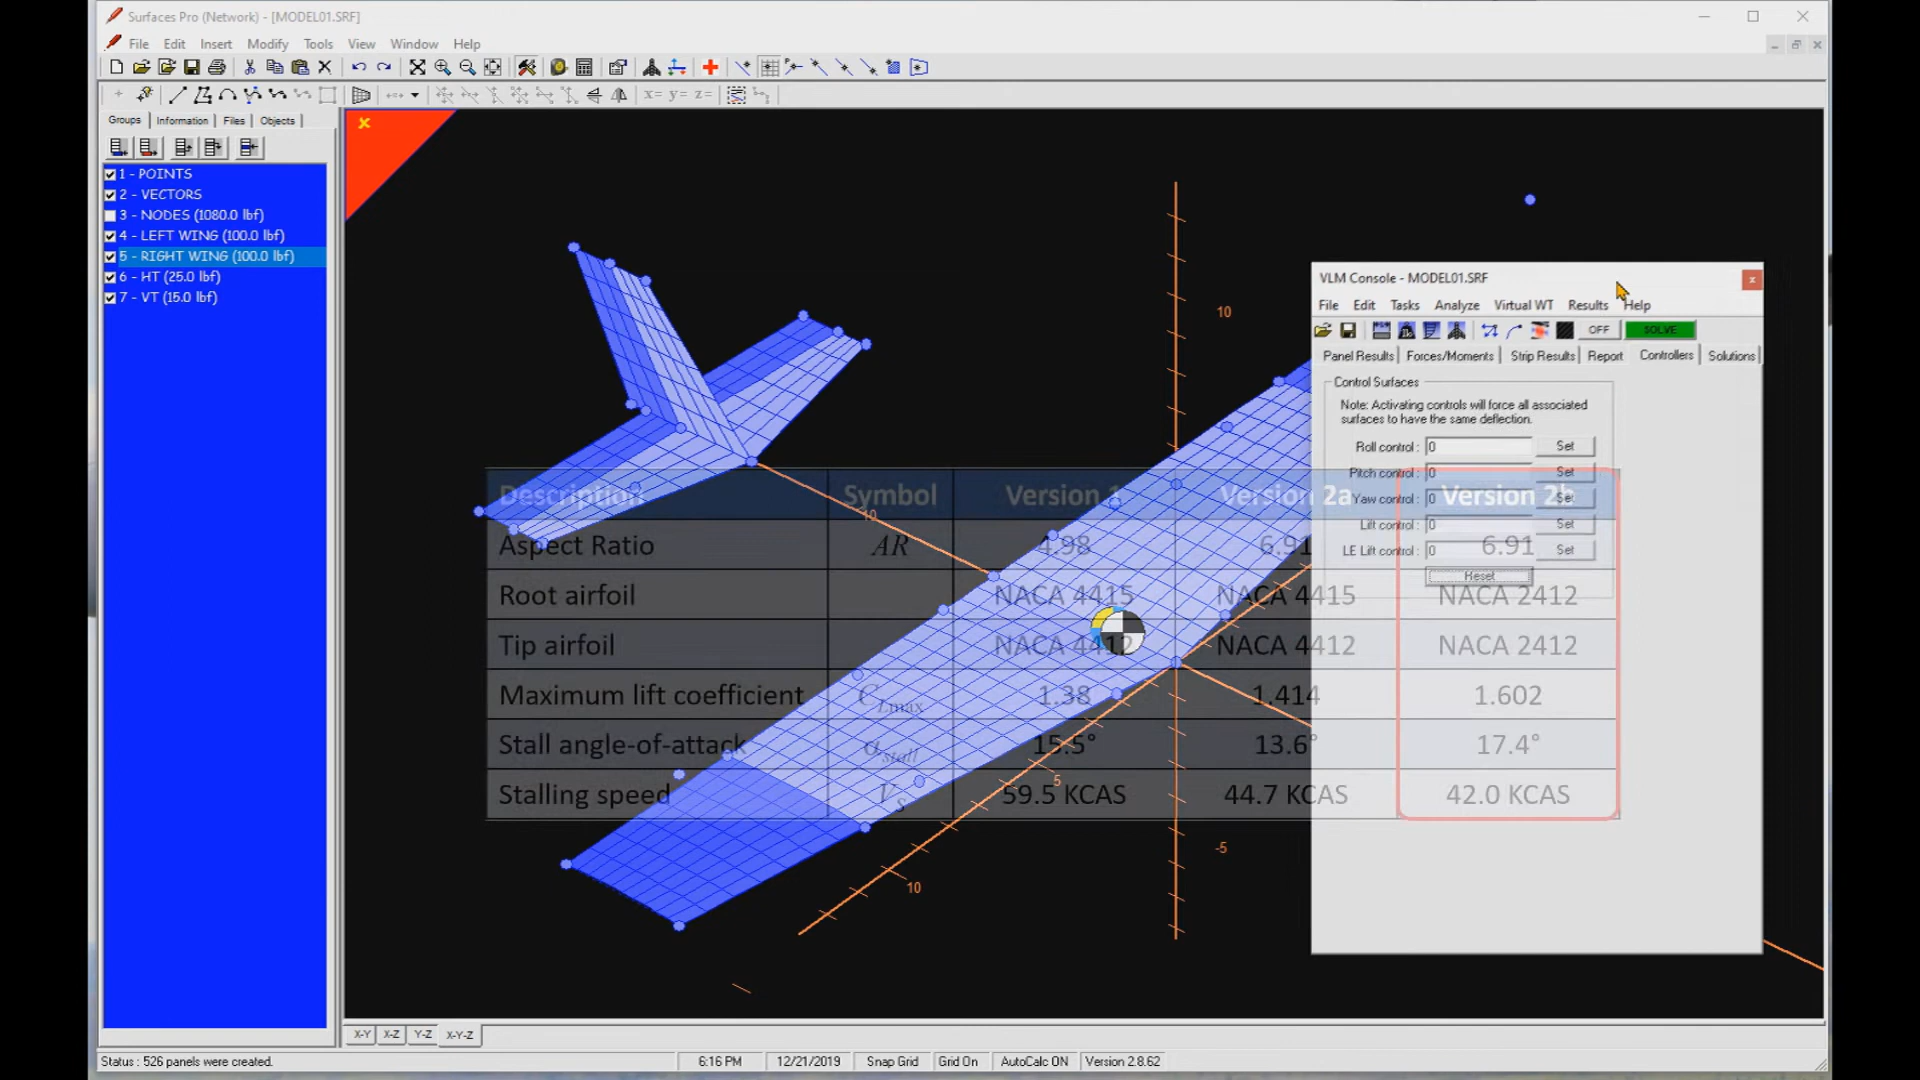 Surfaces Pro (Network) - [MODEL01.SRF]
File Edit Insert Modify Tools View Window Help
x= y= z=
Groups Information Files Objects
1 - POINTS
2 - VECTORS
3 - NODES (1080.0 lbf)
4 - LEFT WING (100.0 lbf)
5 - RIGHT WING (100.0 lbf)
6 - HT (25.0 lbf)
7 - VT (15.0 lbf)
10
10
5
-5
10
VLM Console - MODEL01.SRF
File Edit Tasks Analyze Virtual WT Results Help
OFF SOLVE
Panel Results Forces/Moments Strip Results Report Controllers Solutions
Control Surfaces
Note: Activating controls will force all associated
surfaces to have the same deflection.
Roll control : 0 Set
Pitch control : 0 Set
Yaw control : 0 Set
Lift control : 0 Set
LE Lift control : 0 Set
Reset
Description Symbol Version 1 Version 2a Version 2b
Aspect Ratio AR 4.98 6.91 6.91
Root airfoil NACA 4415 NACA 4415 NACA 2412
Tip airfoil NACA 4412 NACA 4412 NACA 2412
Maximum lift coefficient CLmax 1.38 1.414 1.602
Stall angle-of-attack αstall 15.5° 13.6° 17.4°
Stalling speed VS 59.5 KCAS 44.7 KCAS 42.0 KCAS
X-Y X-Z Y-Z X-Y-Z
Status : 526 panels were created. 6:16 PM 12/21/2019 Snap Grid Grid On AutoCalc ON Version 2.8.62